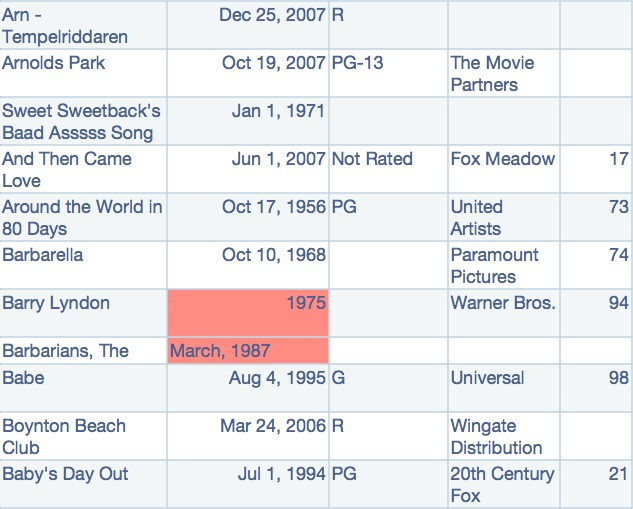 Arn - Dec 25, 2007 R
Tempelriddaren
Arnolds Park Oct 19, 2007 PG-13 The Movie
Partners
Sweet Sweetback's Jan 1, 1971
Baad Asssss Song
And Then Came Jun 1, 2007 Not Rated Fox Meadow 17
Love
Around the World in Oct 17, 1956 PG United 73
80 Days Artists
Barbarella Oct 10, 1968 Paramount 74
Pictures
Barry Lyndon 1975 Warner Bros. 94
Barbarians, The March, 1987
Babe Aug 4, 1995 G Universal 98
Boynton Beach Mar 24, 2006 R Wingate
Club Distribution
Baby's Day Out Jul 1, 1994 PG 20th Century 21
Fox